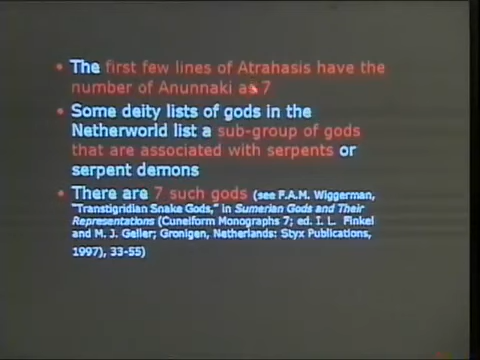 • The first few lines of Atrahasis have the
number of Anunnaki as 7
• Some deity lists of gods in the
Netherworld list a sub-group of gods
that are associated with serpents or
serpent demons
• There are 7 such gods (see F.A.M. Wiggerman,
"Transtigridian Snake Gods," in Sumerian Gods and Their
Representations (Cuneiform Monographs 7; ed. I. L. Finkel
and M. J. Geller; Gronigen, Netherlands: Styx Publications,
1997), 33-55)